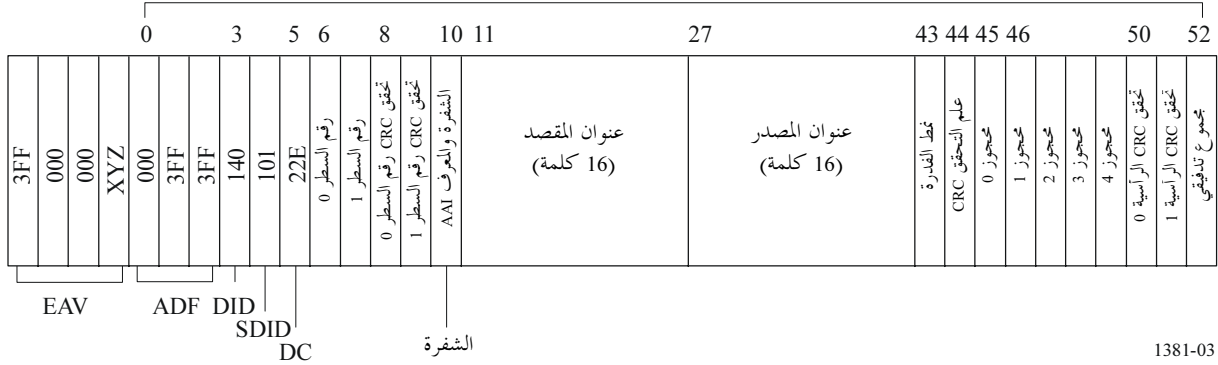 0 3 5 6 8 10 11 27 43 44 45 46 50 52
3FF
000
000
XYZ
000
3FF
3FF
140
101
22E
رقم السطر 0
رقم السطر 1
تحقق CRC رقم السطر 0
تحقق CRC رقم السطر 1
الشفرة والمعرف AAI
عنوان المقصد
(16 كلمة)
عنوان المصدر
(16 كلمة)
نمط الفدرة
علم التحقق CRC
محجوز 0
محجوز 1
محجوز 2
محجوز 3
محجوز 4
تحقق CRC الرأسية 0
تحقق CRC الرأسية 1
مجموع تدقيقي
EAV
ADF
DID
SDID
DC
الشفرة
1381-03